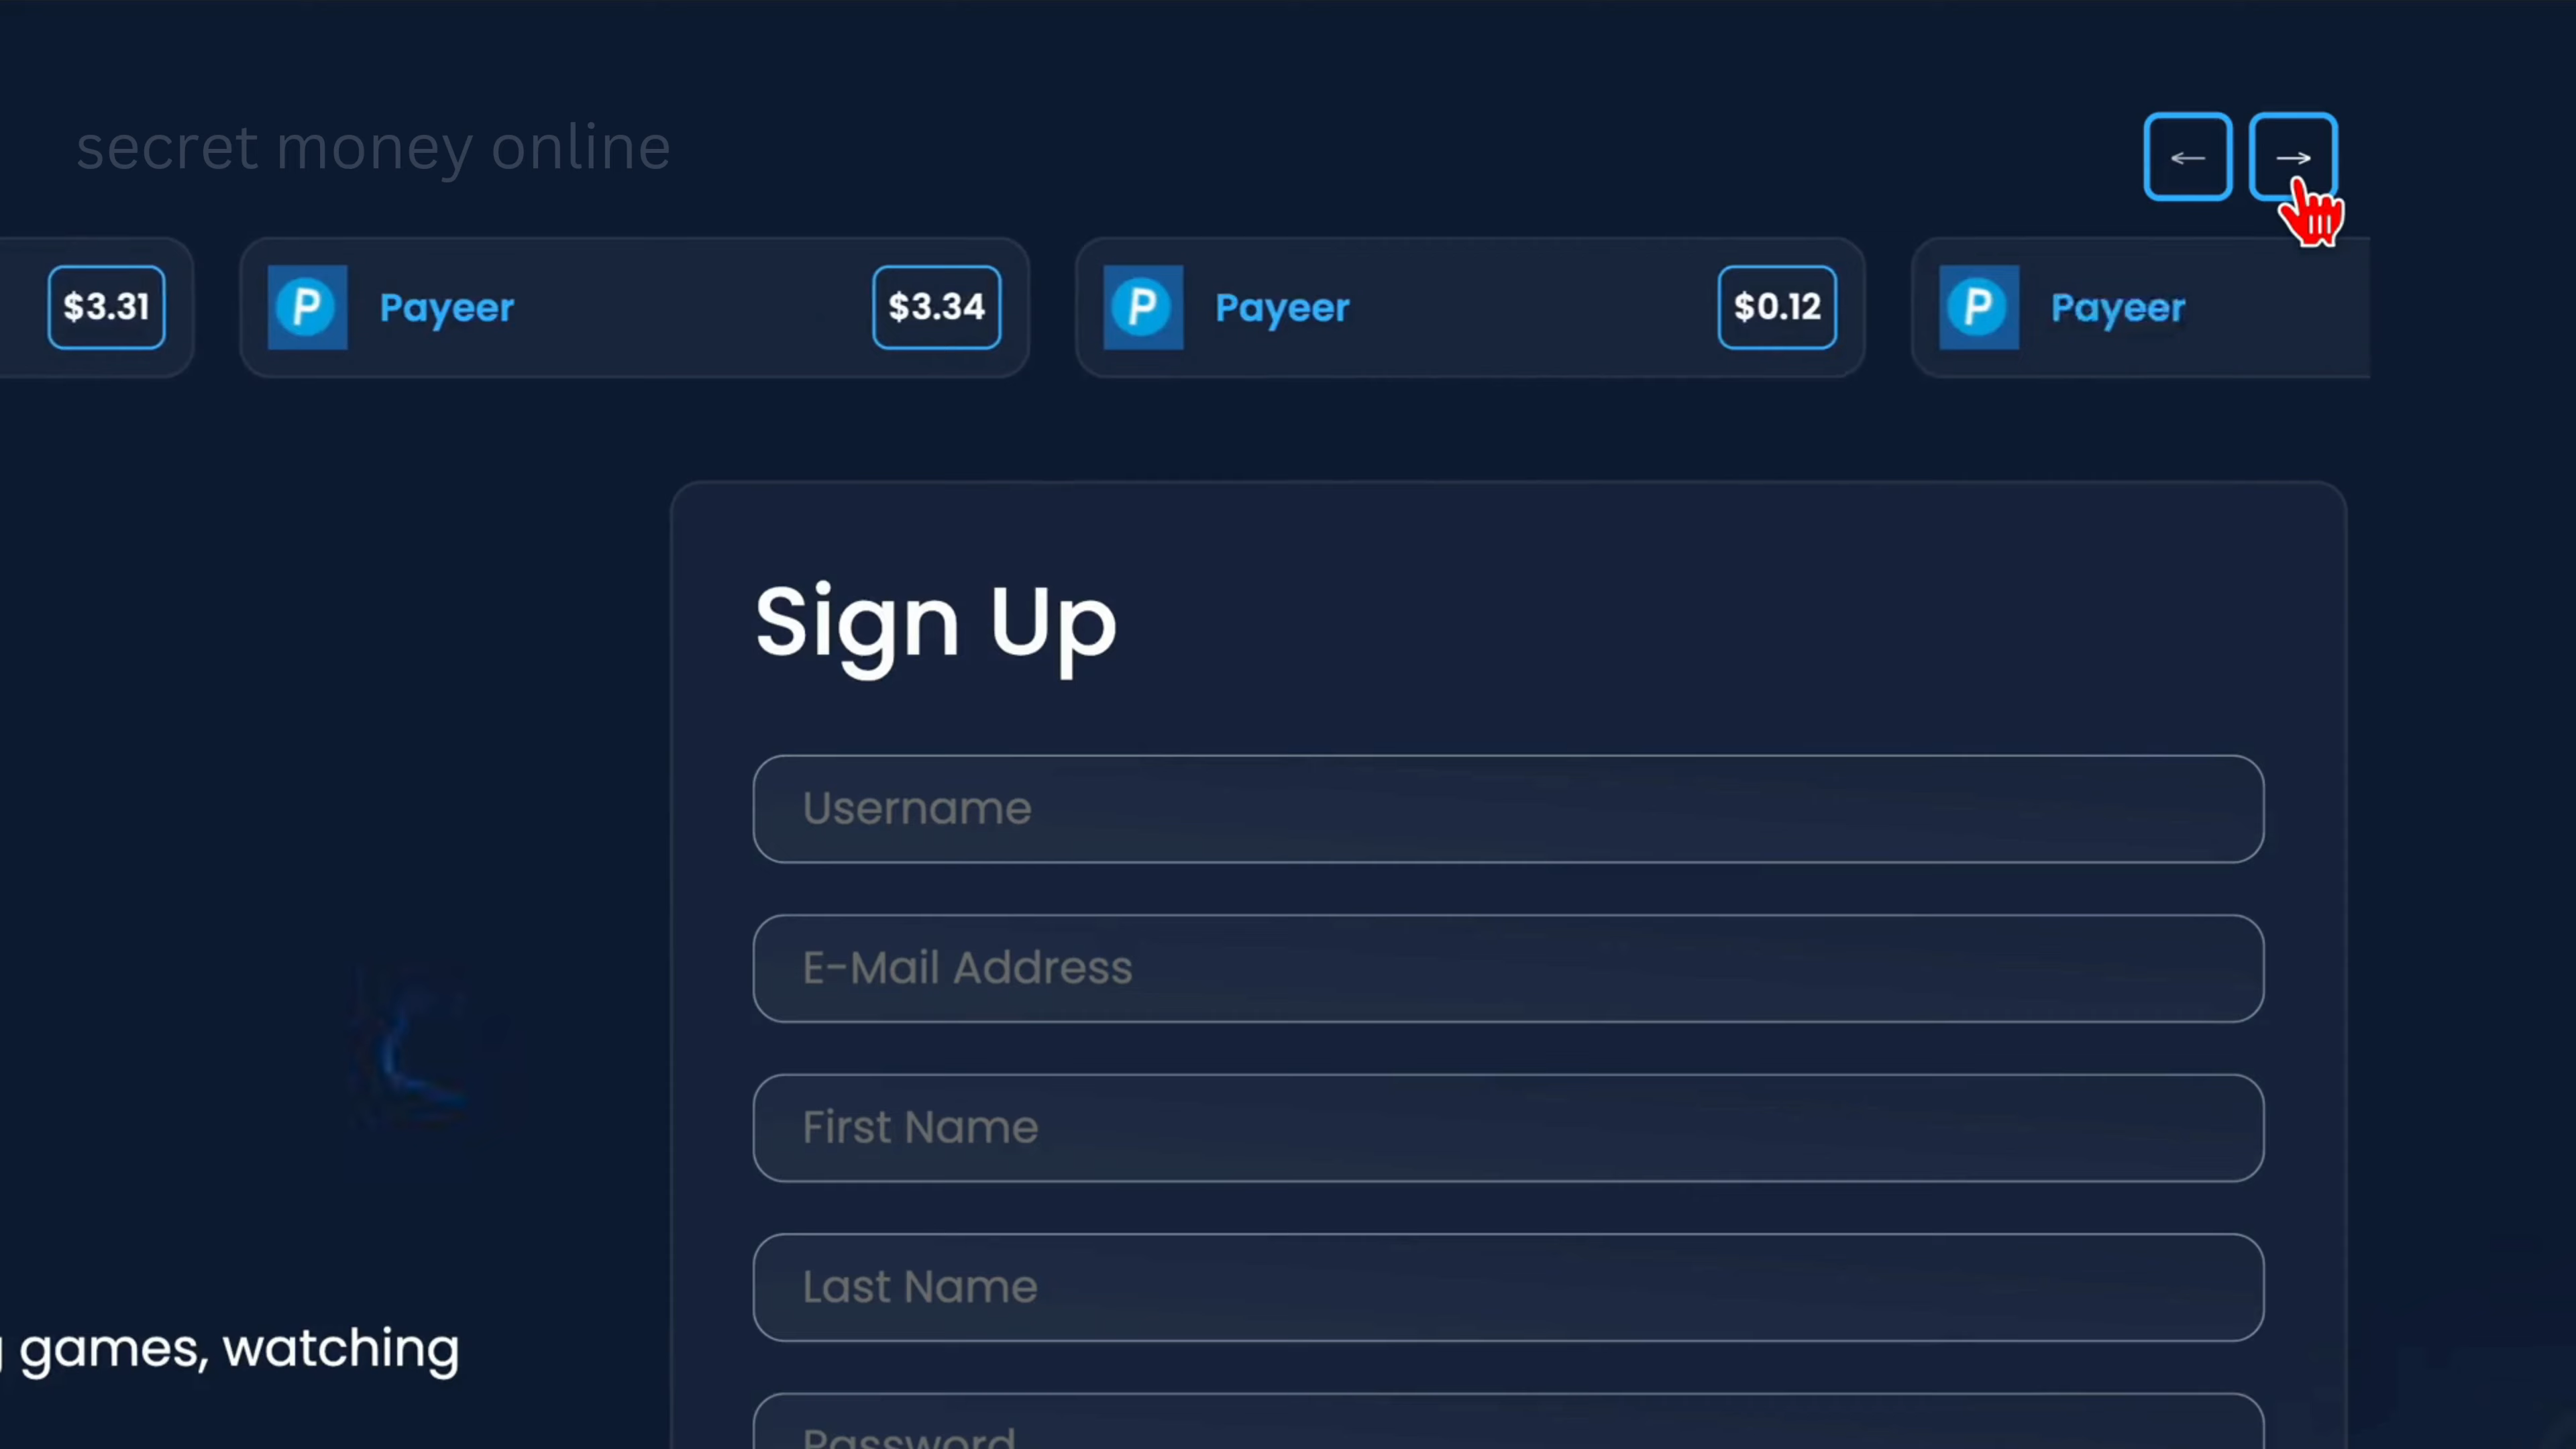 secret money online
← →
$3.31 P Payeer $3.34 P Payeer $0.12 P Payeer
Sign Up
Username
E-Mail Address
First Name
Last Name
games, watching
Password